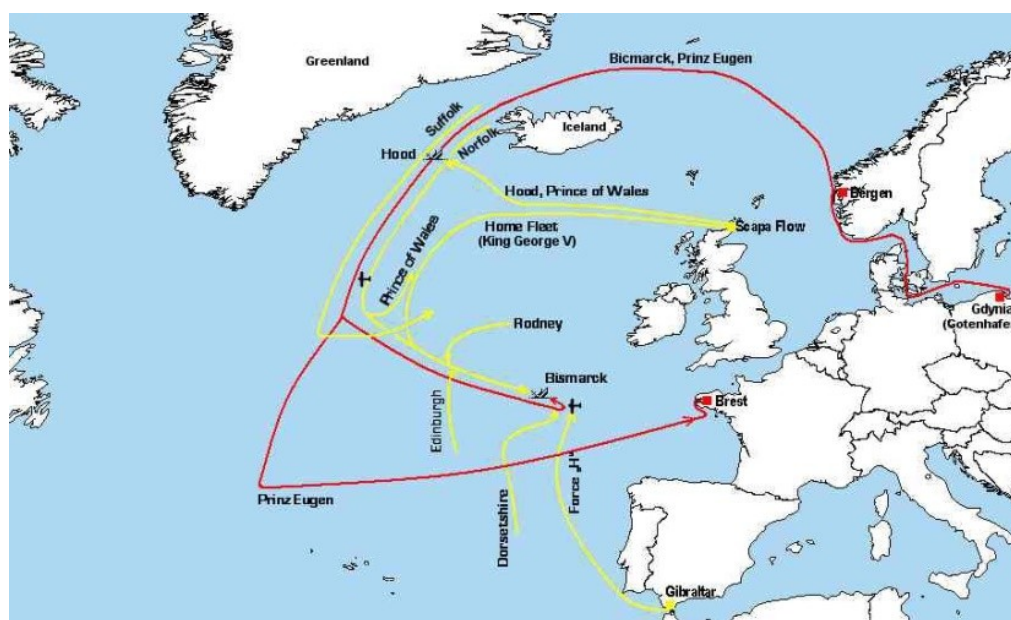 Greenland
Bicmarck, Prinz Eugen
Suffolk
Iceland
Norfolk
Hood
Hood, Prince of Wales
Bergen
Home Fleet
(King George V)
Scapa Flow
Prince of Wales
Gdynia
(Gotenhafe
Rodney
Bismarck
Edinburgh
Brest
Force „H"
Prinz Eugen
Dorsetshire
Gibraltar